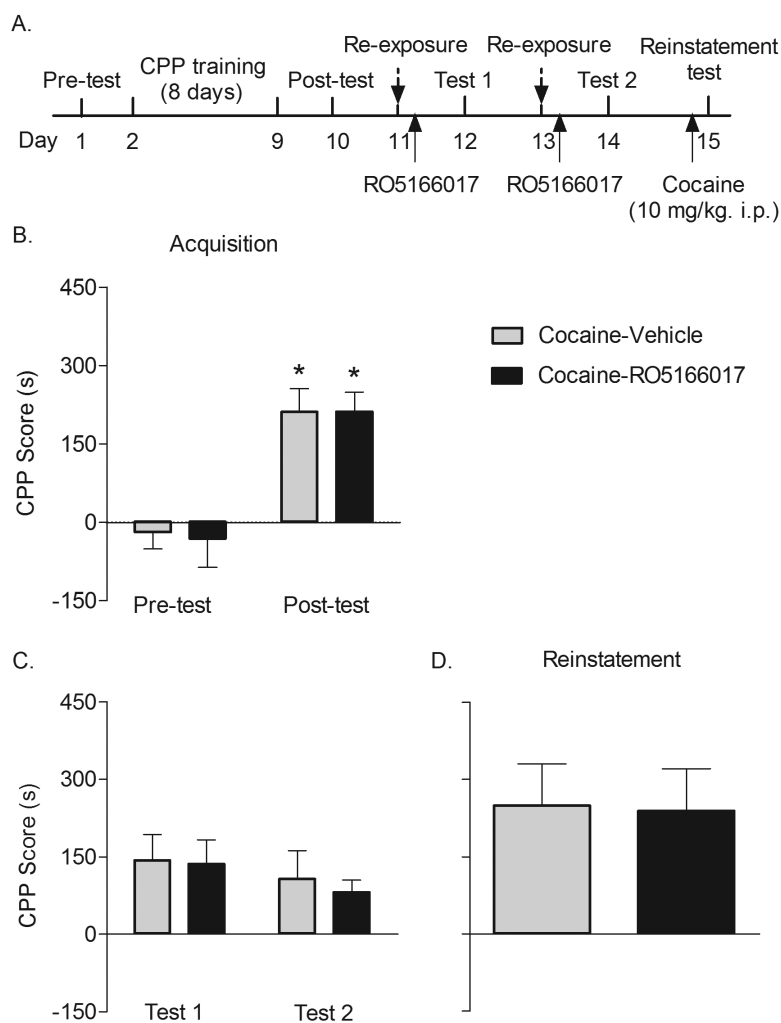 A.
Re-exposure Re-exposure Reinstatement
Pre-test CPP training Post-test Test 1 Test 2 test
(8 days)
Day 1 2 9 10 11 12 13 14 15
RO5166017 RO5166017 Cocaine
(10 mg/kg. i.p.)
B.
Acquisition
CPP Score (s)
450
300
150
0
-150
* *
Pre-test Post-test
Cocaine-Vehicle
Cocaine-RO5166017
C.
CPP Score (s)
450
300
150
0
-150
Test 1 Test 2
D.
Reinstatement